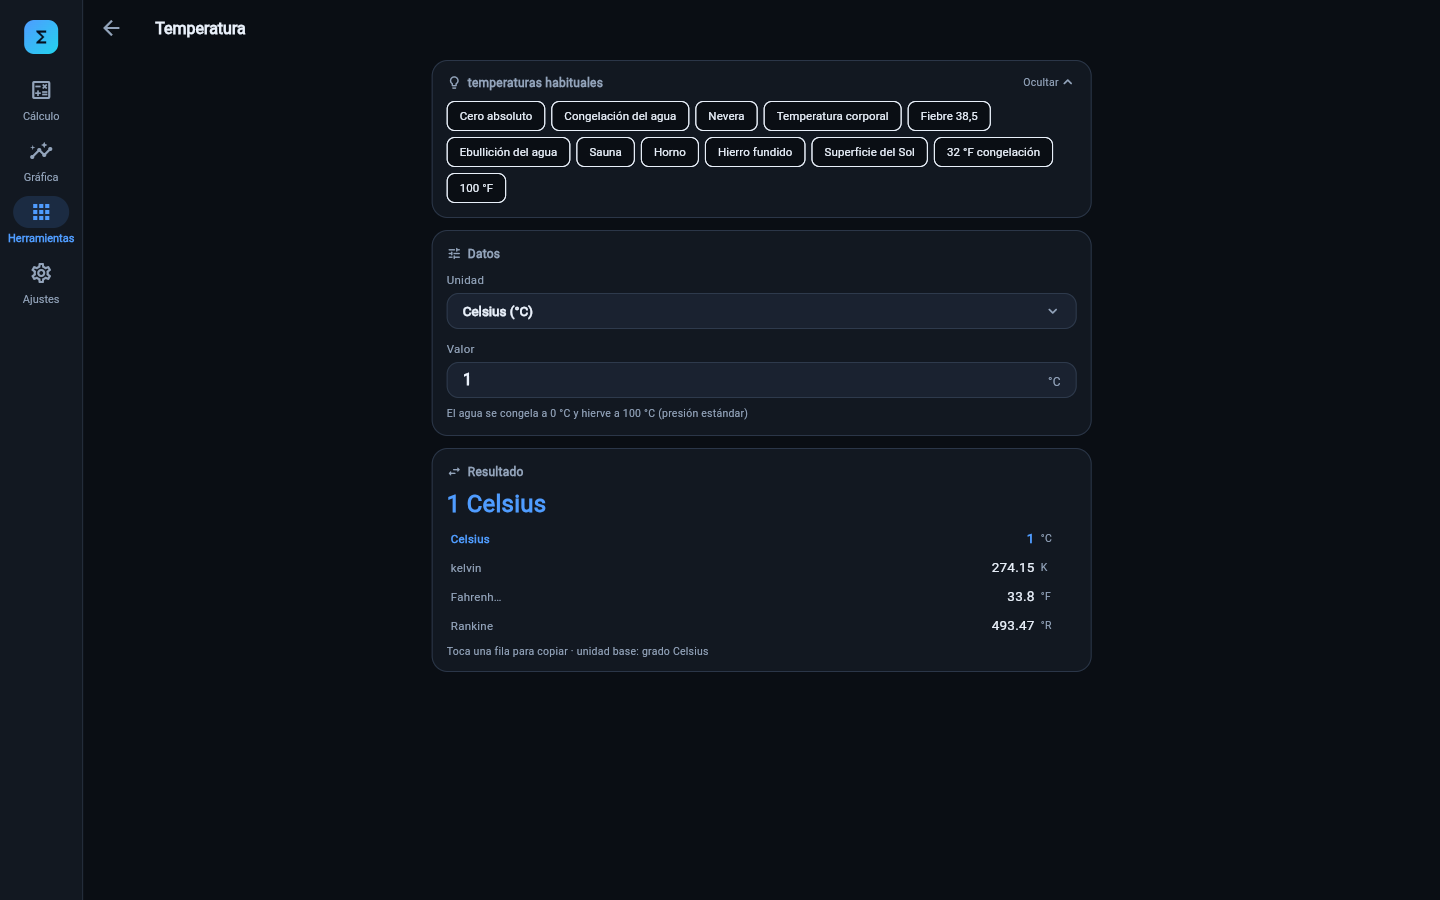 Σ
Temperatura
Cálculo
Gráfica
Herramientas
Ajustes
temperaturas habituales
Ocultar
Cero absoluto Congelación del agua Nevera Temperatura corporal Fiebre 38,5
Ebullición del agua Sauna Horno Hierro fundido Superficie del Sol 32 °F congelación
100 °F
Datos
Unidad
Celsius (°C)
Valor
1 °C
El agua se congela a 0 °C y hierve a 100 °C (presión estándar)
Resultado
1 Celsius
Celsius 1 °C
kelvin 274.15 K
Fahrenh… 33.8 °F
Rankine 493.47 °R
Toca una fila para copiar · unidad base: grado Celsius